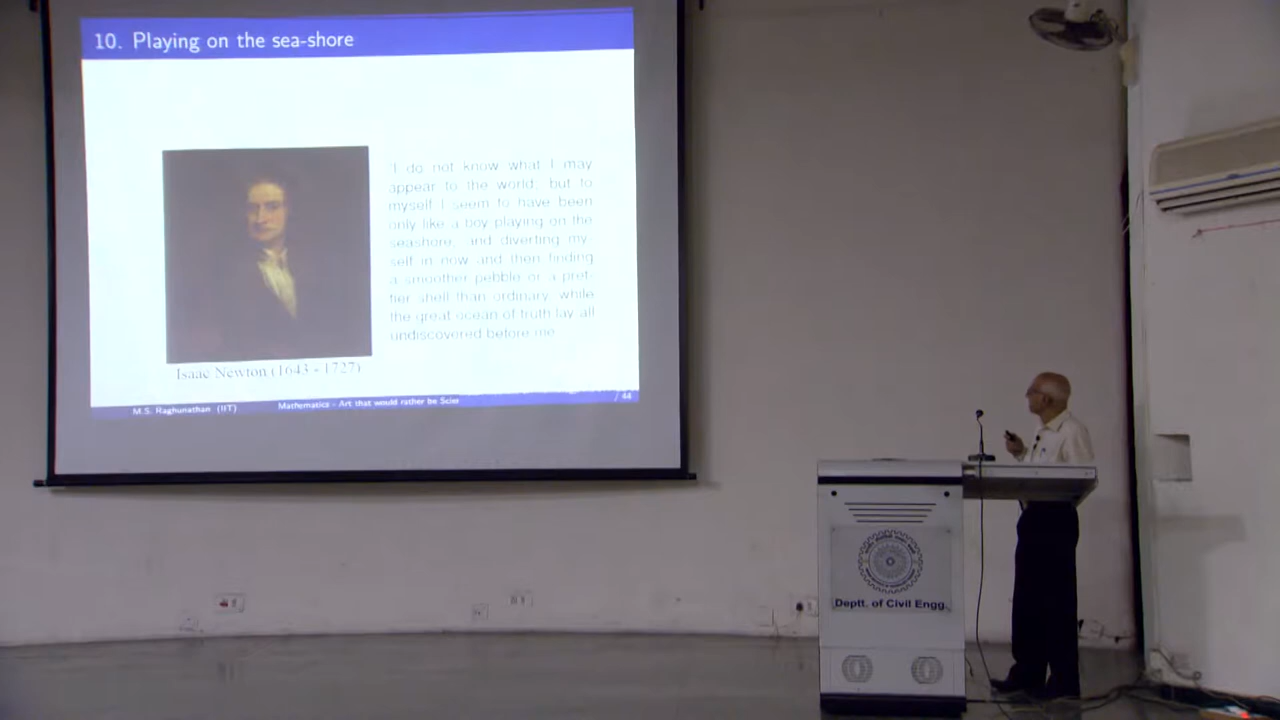 10. Playing on the sea-shore
"I do not know what I may
appear to the world, but to
myself I seem to have been
only like a boy playing on the
seashore, and diverting my-
self in now and then finding
a smoother pebble or a pret-
tier shell than ordinary, while
the great ocean of truth lay all
undiscovered before me
Isaac Newton (1643 - 1727)
M.S. Raghunathan (IIT)
Mathematics - Art that would rather be Scien
/ 44
Deptt. of Civil Engg.